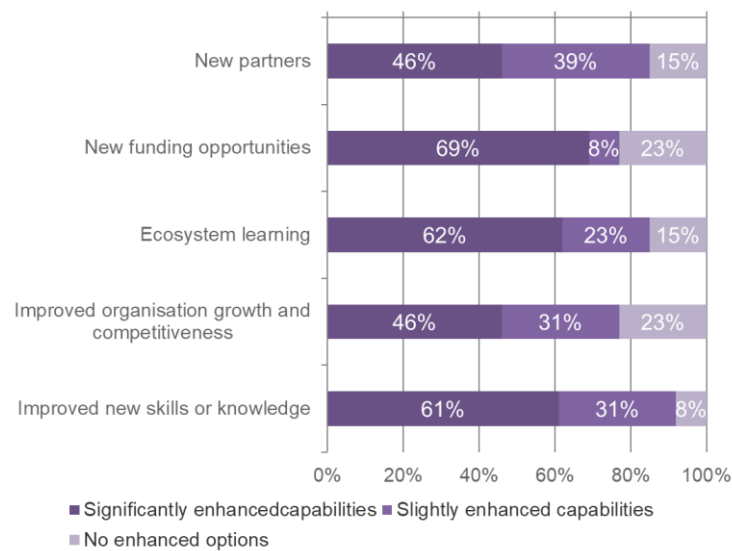 New partners
46% 39% 15%
New funding opportunities
69% 8% 23%
Ecosystem learning
62% 23% 15%
Improved organisation growth and
competitiveness
46% 31% 23%
Improved new skills or knowledge
61% 31% 8%
0% 20% 40% 60% 80% 100%
Significantly enhancedcapabilities Slightly enhanced capabilities
No enhanced options